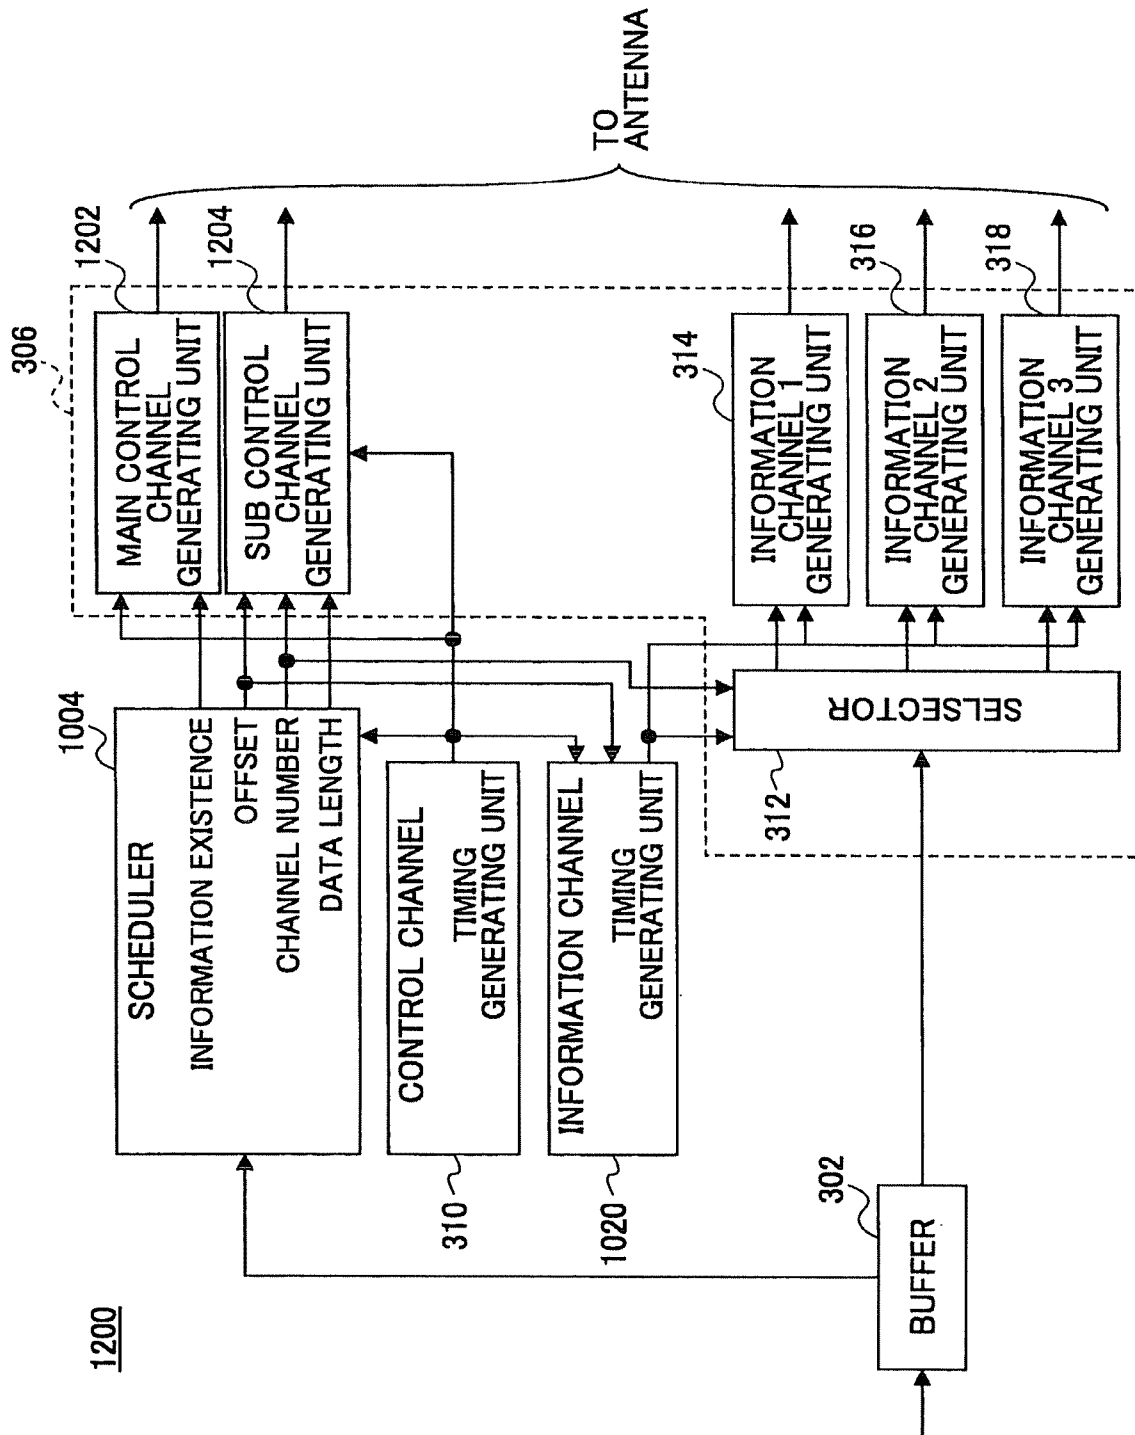 1200
306
1202
MAIN CONTROL
CHANNEL
GENERATING UNIT
1204
SUB CONTROL
CHANNEL
GENERATING UNIT
TO
ANTENNA
1004
SCHEDULER
INFORMATION EXISTENCE
OFFSET
CHANNEL NUMBER
DATA LENGTH
CONTROL CHANNEL
TIMING
GENERATING UNIT
310
INFORMATION CHANNEL
TIMING
GENERATING UNIT
1020
314
INFORMATION
CHANNEL 1
GENERATING UNIT
316
INFORMATION
CHANNEL 2
GENERATING UNIT
318
INFORMATION
CHANNEL 3
GENERATING UNIT
312
SELSECTOR
302
BUFFER